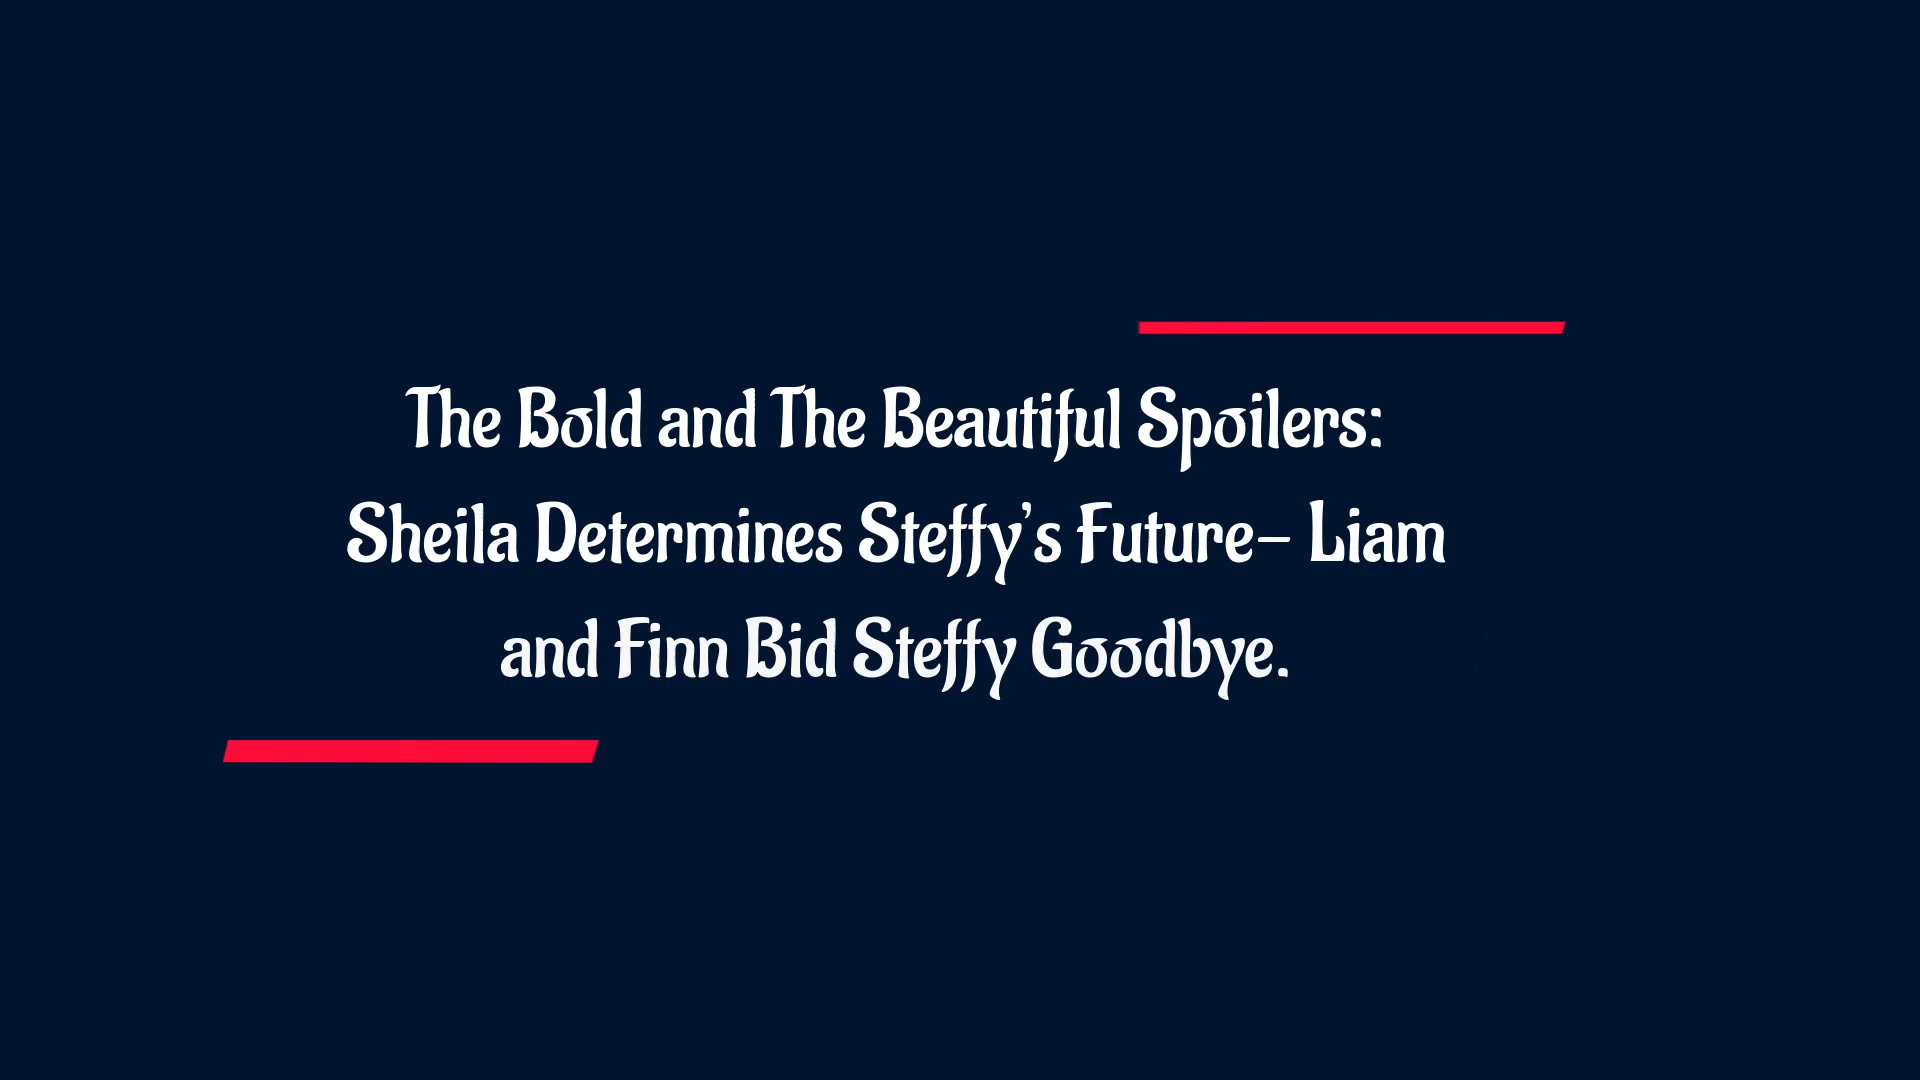 The Bold and The Beautiful Spoilers:
Sheila Determines Steffy's Future– Liam
and Finn Bid Steffy Goodbye.